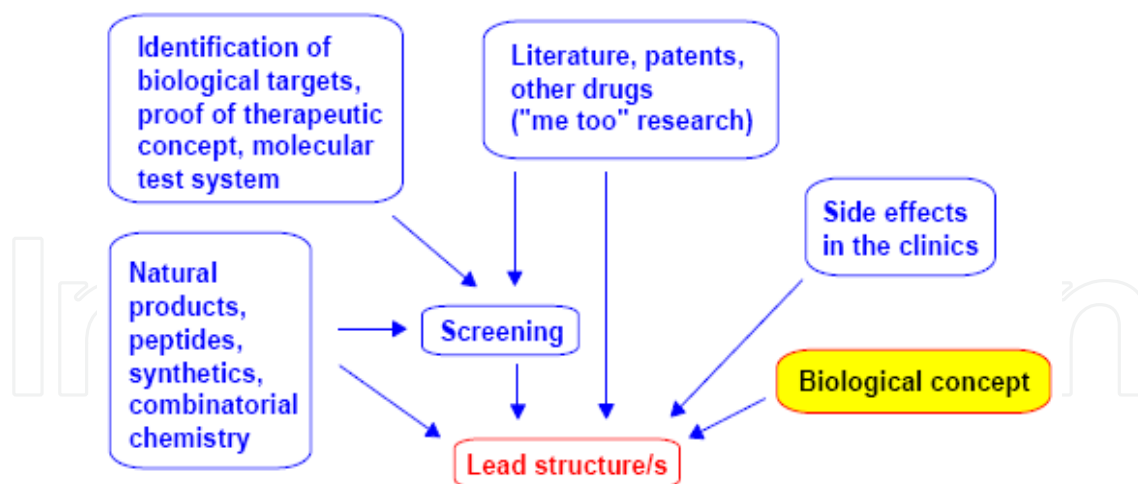 Identification of
biological targets,
proof of therapeutic
concept, molecular
test system
Literature, patents,
other drugs
("me too" research)
Side effects
in the clinics
Natural
products,
peptides,
synthetics,
combinatorial
chemistry
Screening
Biological concept
Lead structure/s